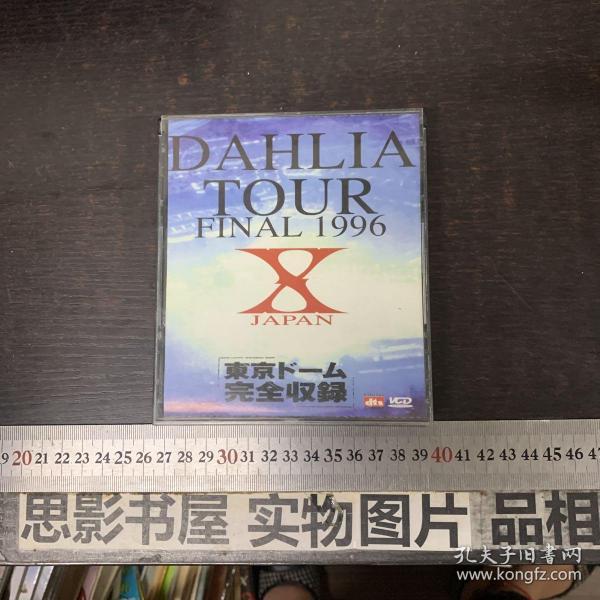 DAHLIA
TOUR
FINAL 1996
X
JAPAN
東京ドーム
完全収録
dts VCD
9 20 21 22 23 24 25 26 27 28 29 30 31 32 33 34 35 36 37 38 39 40 41 42 43 44 45 46 47
思影书屋 实物图片 品相
孔夫子旧书网
www.kongfz.com